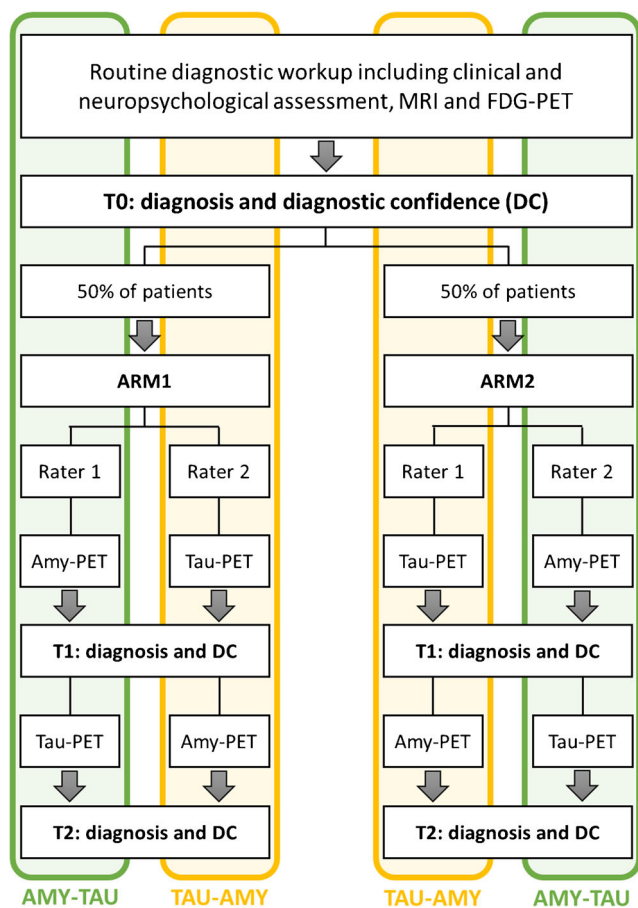 Routine diagnostic workup including clinical and
neuropsychological assessment, MRI and FDG-PET
T0: diagnosis and diagnostic confidence (DC)
50% of patients
50% of patients
ARM1
ARM2
Rater 1
Rater 2
Rater 1
Rater 2
Amy-PET
Tau-PET
Tau-PET
Amy-PET
T1: diagnosis and DC
T1: diagnosis and DC
Tau-PET
Amy-PET
Amy-PET
Tau-PET
T2: diagnosis and DC
T2: diagnosis and DC
AMY-TAU
TAU-AMY
TAU-AMY
AMY-TAU